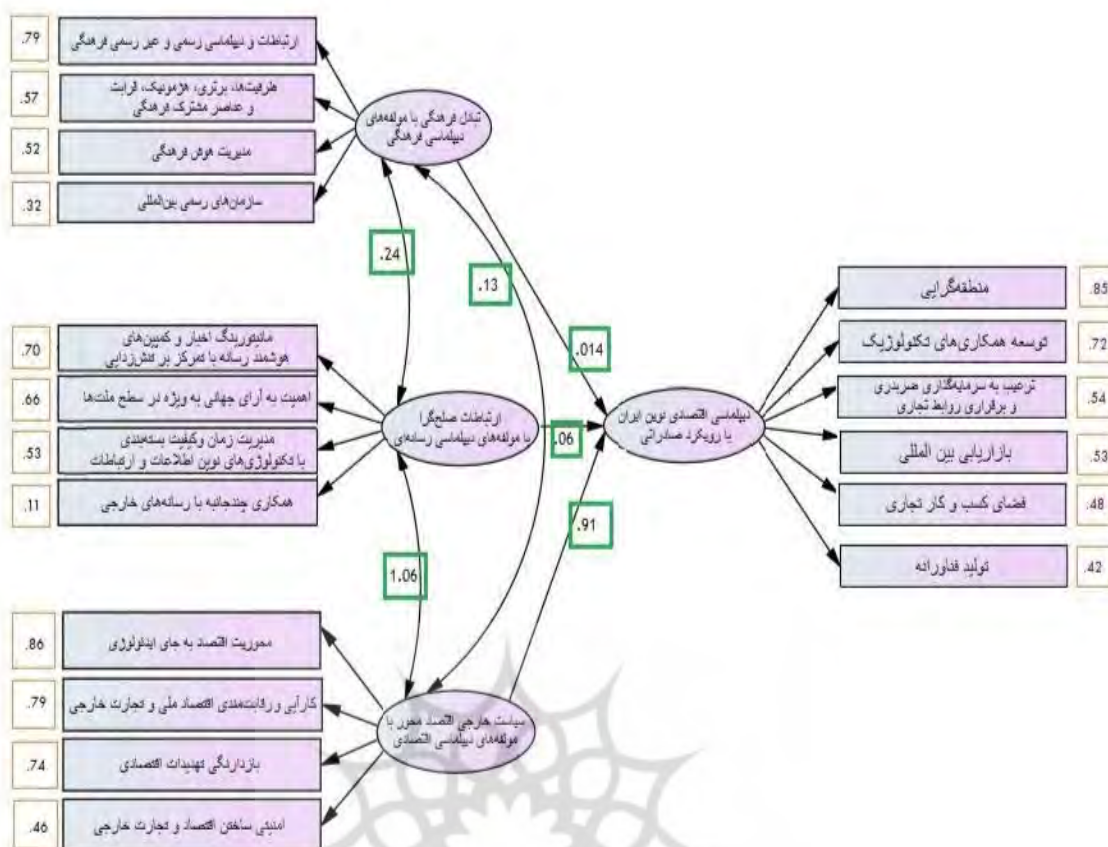 .79
ارتباطات و دیپلماسی رسمی و غیر رسمی فرهنگی
.57
ظرفیت‌ها، برتری، هژمونیک، قرابت
و عناصر مشترک فرهنگی
.52
مدیریت هوش فرهنگی
.32
سازمان‌های رسمی بین‌المللی
تبادل فرهنگی با مولفه‌های
دیپلماسی فرهنگی
.24
.13
.014
.70
مانیتورینگ اخبار و کمپین‌های
هوشمند رسانه با تمرکز بر تنش‌زدایی
.66
اهمیت به آرای جهانی به ویژه در سطح ملت‌ها
.53
مدیریت زمان وکیفیت بسته‌بندی
با تکنولوژی‌های نوین اطلاعات و ارتباطات
.11
همکاری چندجانبه با رسانه‌های خارجی
ارتباطات صلح‌گرا
با مولفه‌های دیپلماسی رسانه‌ای
.06
.91
1.06
.86
محوریت اقتصاد به جای ایدئولوژی
.79
کارآیی و رقابت‌مندی اقتصاد ملی و تجارت خارجی
.74
بازدارندگی تهدیدات اقتصادی
.46
امنیتی ساختن اقتصاد و تجارت خارجی
سیاست خارجی اقتصاد محور با
مولفه‌های دیپلماسی اقتصادی
دیپلماسی اقتصادی نوین ایران
با رویکرد صادراتی
منطقه‌گرایی
.85
توسعه همکاری‌های تکنولوژیک
.72
ترغیب به سرمایه‌گذاری ضربدری
و برقراری روابط تجاری
.54
بازاریابی بین المللی
.53
فضای کسب و کار تجاری
.48
تولید فناورانه
.42